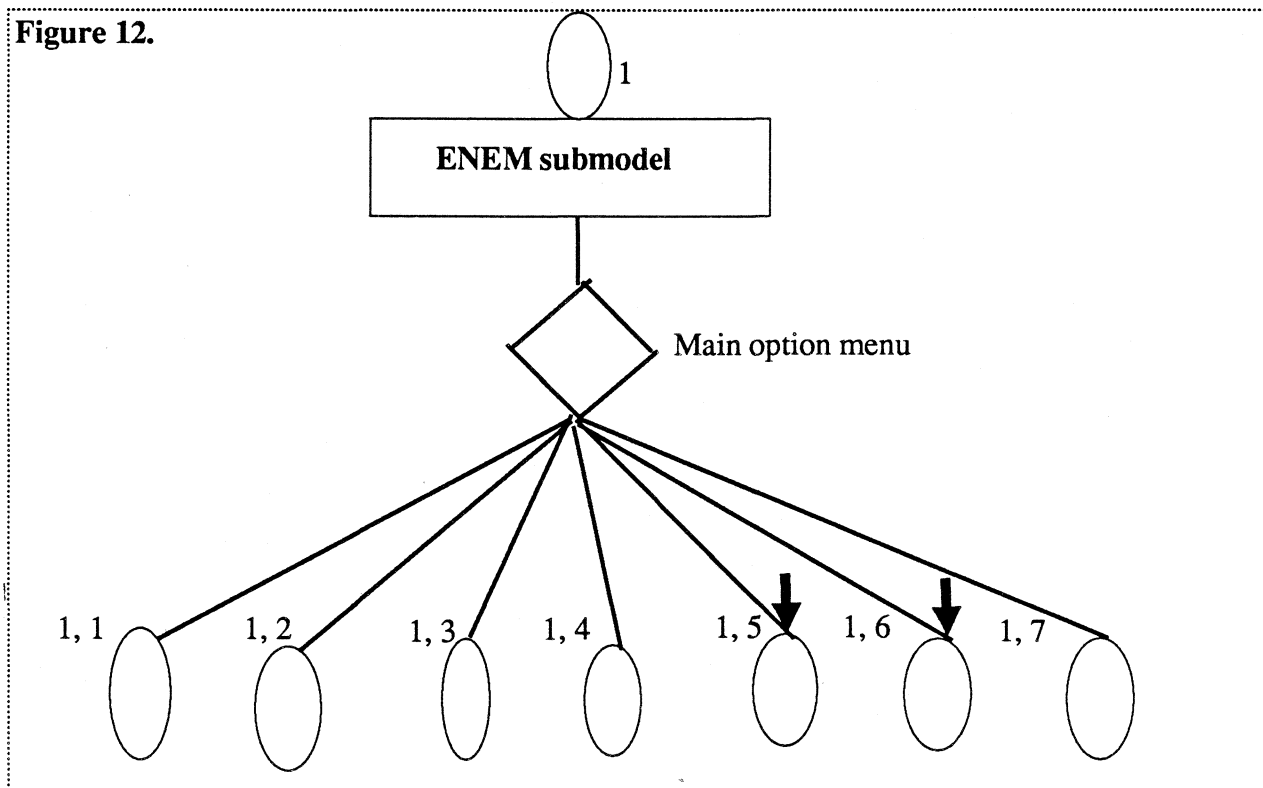 Figure 12.
1
ENEM submodel
Main option menu
1, 1
1, 2
1, 3
1, 4
1, 5
1, 6
1, 7